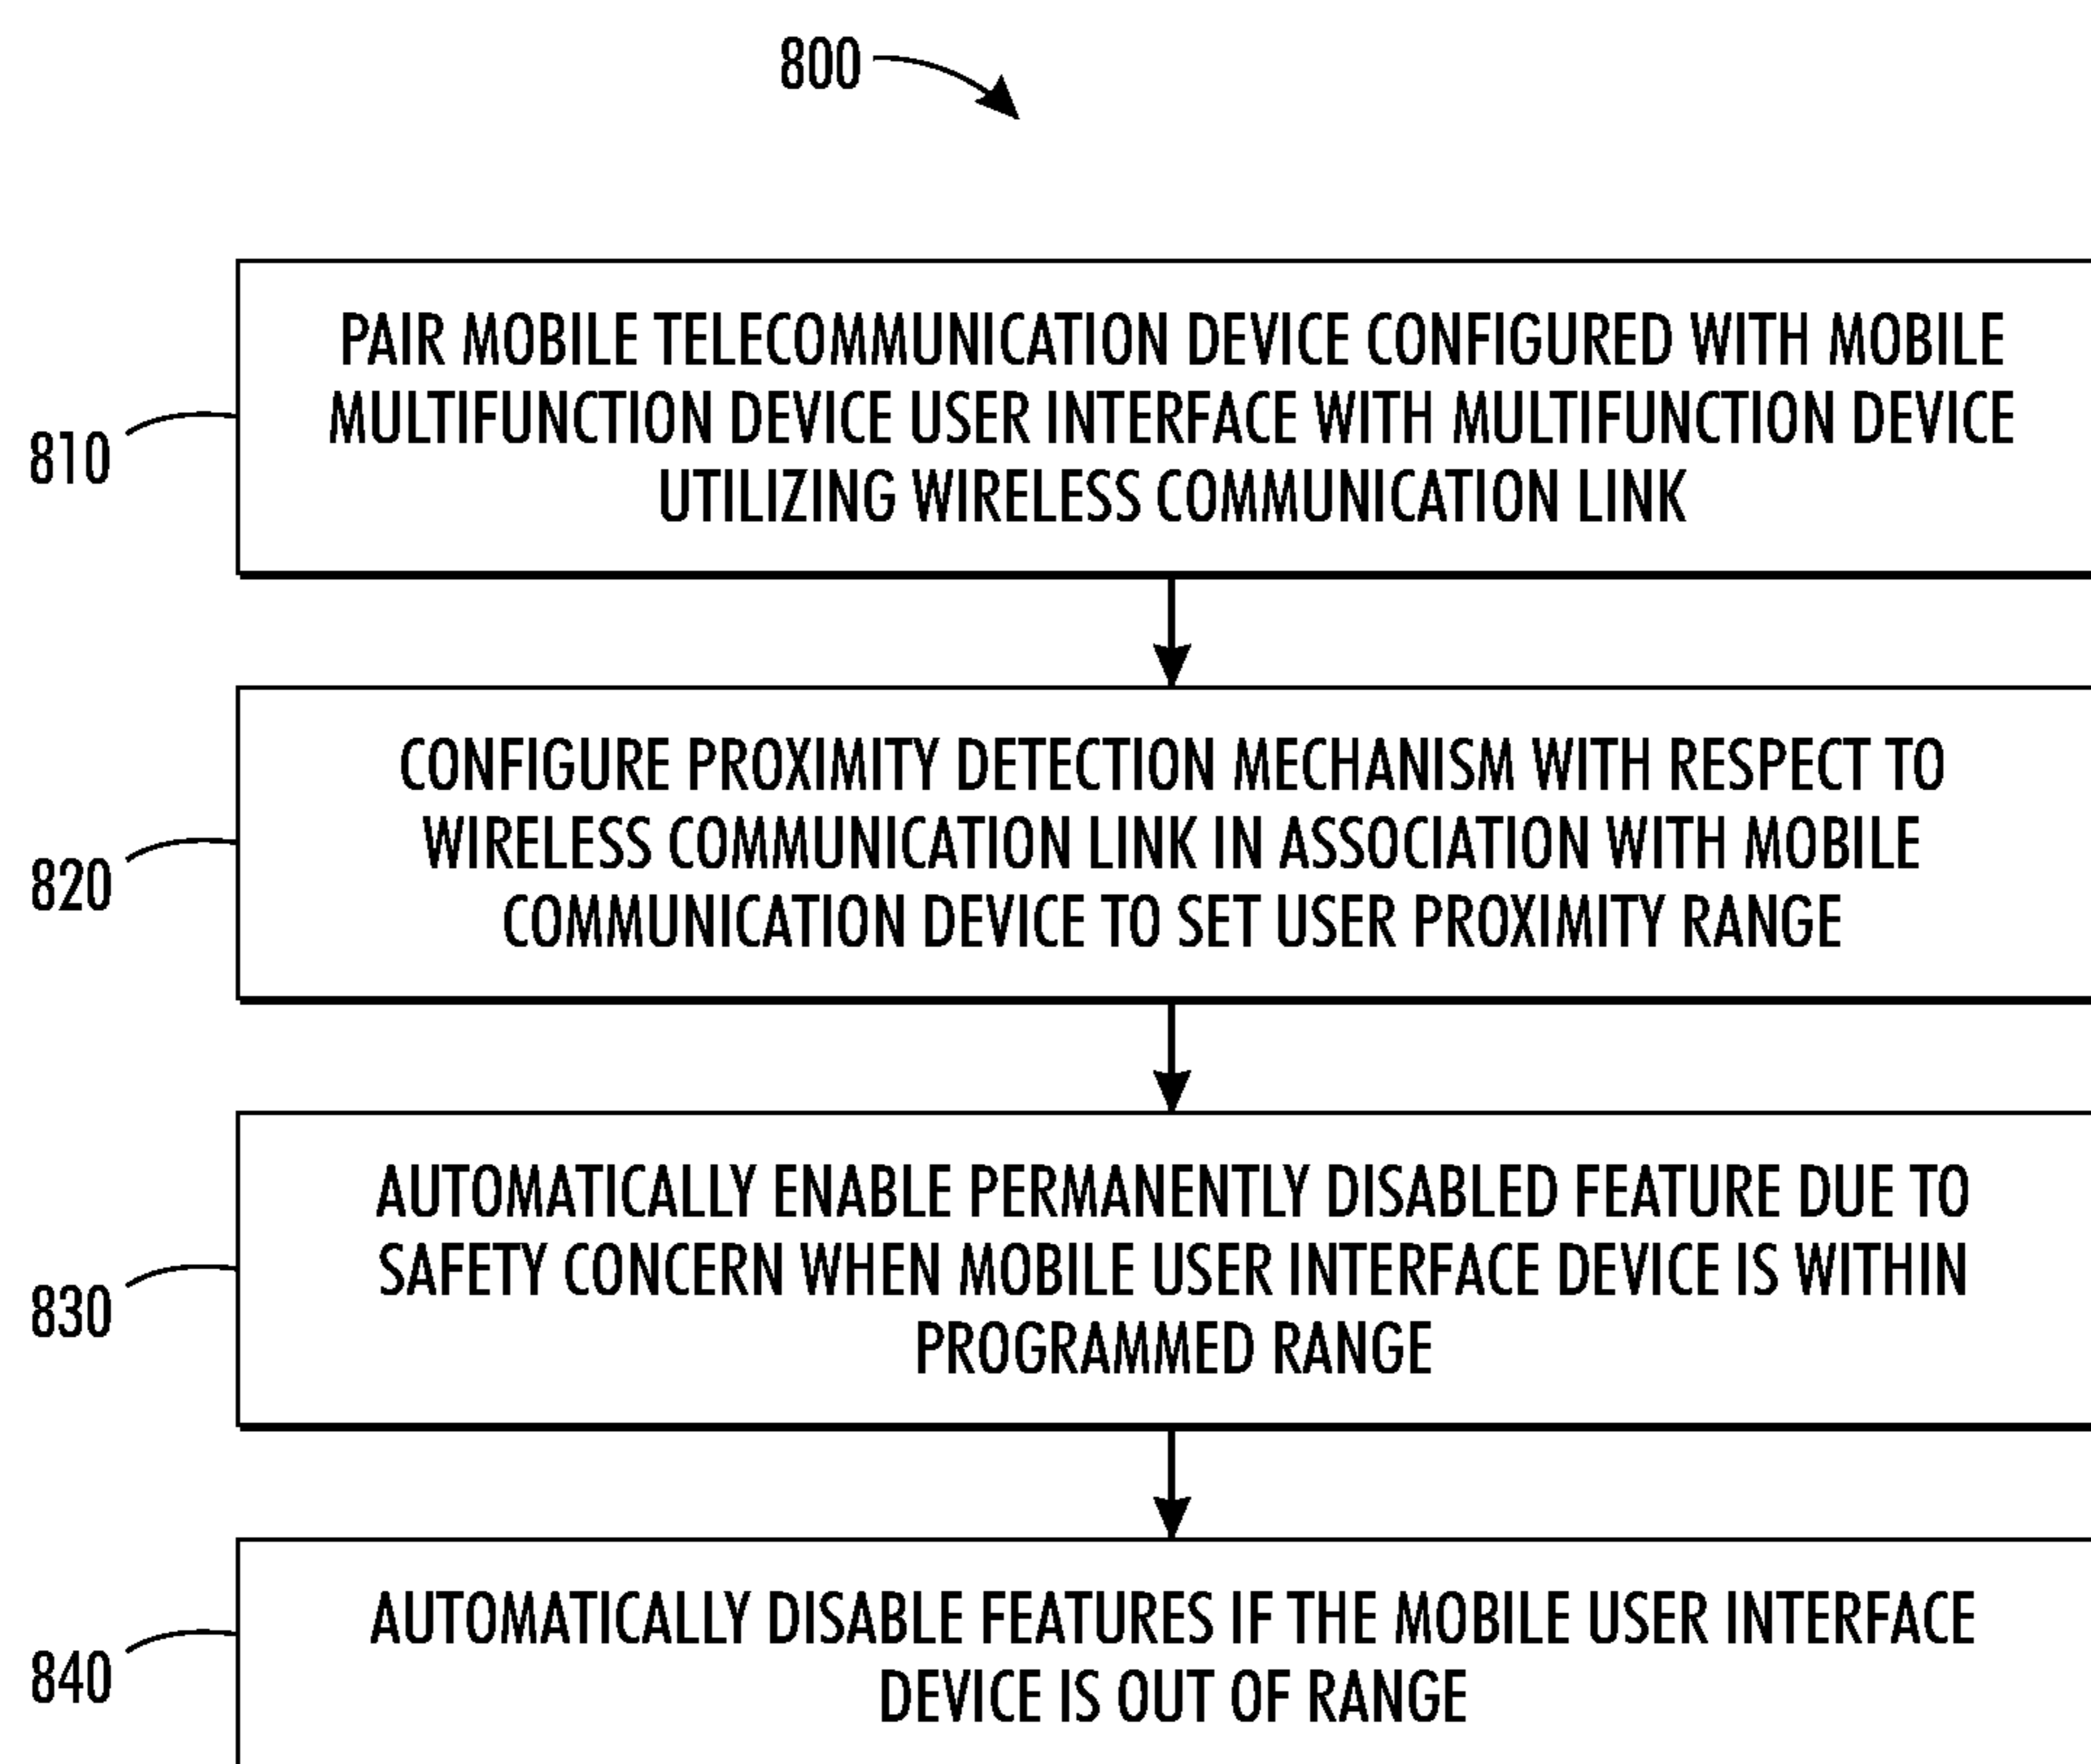 800
810
PAIR MOBILE TELECOMMUNICATION DEVICE CONFIGURED WITH MOBILE
MULTIFUNCTION DEVICE USER INTERFACE WITH MULTIFUNCTION DEVICE
UTILIZING WIRELESS COMMUNICATION LINK
820
CONFIGURE PROXIMITY DETECTION MECHANISM WITH RESPECT TO
WIRELESS COMMUNICATION LINK IN ASSOCIATION WITH MOBILE
COMMUNICATION DEVICE TO SET USER PROXIMITY RANGE
830
AUTOMATICALLY ENABLE PERMANENTLY DISABLED FEATURE DUE TO
SAFETY CONCERN WHEN MOBILE USER INTERFACE DEVICE IS WITHIN
PROGRAMMED RANGE
840
AUTOMATICALLY DISABLE FEATURES IF THE MOBILE USER INTERFACE
DEVICE IS OUT OF RANGE